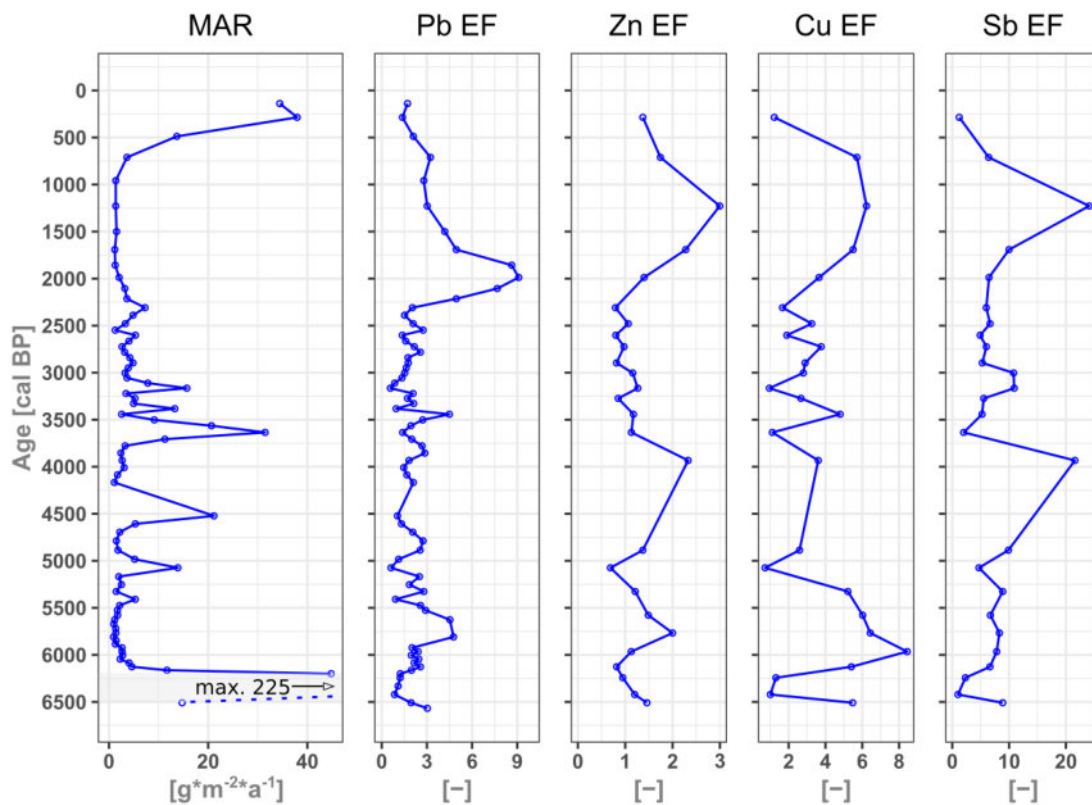 MAR Pb EF Zn EF Cu EF Sb EF
Age [cal BP]
0
500
1000
1500
2000
2500
3000
3500
4000
4500
5000
5500
6000
6500
max. 225
0 20 40 0 3 6 9 0 1 2 3 2 4 6 8 0 10 20
[g*m⁻²*a⁻¹] [−] [−] [−] [−]